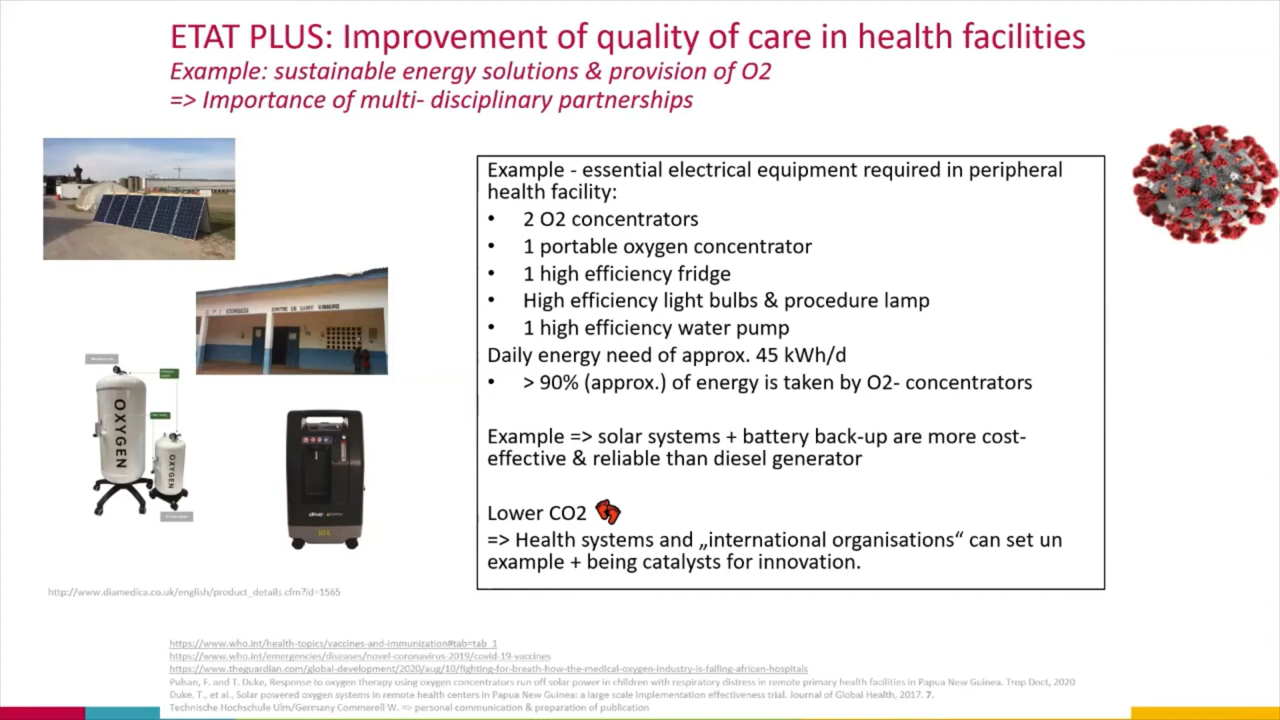 ETAT PLUS: Improvement of quality of care in health facilities
Example: sustainable energy solutions & provision of O2
=> Importance of multi- disciplinary partnerships
Example - essential electrical equipment required in peripheral
health facility:
• 2 O2 concentrators
• 1 portable oxygen concentrator
• 1 high efficiency fridge
• High efficiency light bulbs & procedure lamp
• 1 high efficiency water pump
Daily energy need of approx. 45 kWh/d
• > 90% (approx.) of energy is taken by O2- concentrators
Example => solar systems + battery back-up are more cost-
effective & reliable than diesel generator
Lower CO2
=> Health systems and „international organisations“ can set un
example + being catalysts for innovation.
CENTRE DE SANTE
OXYGEN
OXYGEN
http://www.diamedica.co.uk/english/product_details.cfm?id=1565
https://www.who.int/health-topics/vaccines-and-immunization#tab=tab_1
https://www.who.int/emergencies/diseases/novel-coronavirus-2019/covid-19-vaccines
https://www.theguardian.com/global-development/2020/aug/10/fighting-for-breath-how-the-medical-oxygen-industry-is-failing-african-hospitals
Pulsan, F. and T. Duke, Response to oxygen therapy using oxygen concentrators run off solar power in children with respiratory distress in remote primary health facilities in Papua New Guinea. Trop Doct, 2020
Duke, T., et al., Solar powered oxygen systems in remote health centers in Papua New Guinea: a large scale implementation effectiveness trial. Journal of Global Health, 2017. 7.
Technische Hochschule Ulm/Germany Commerell W. => personal communication & preparation of publication